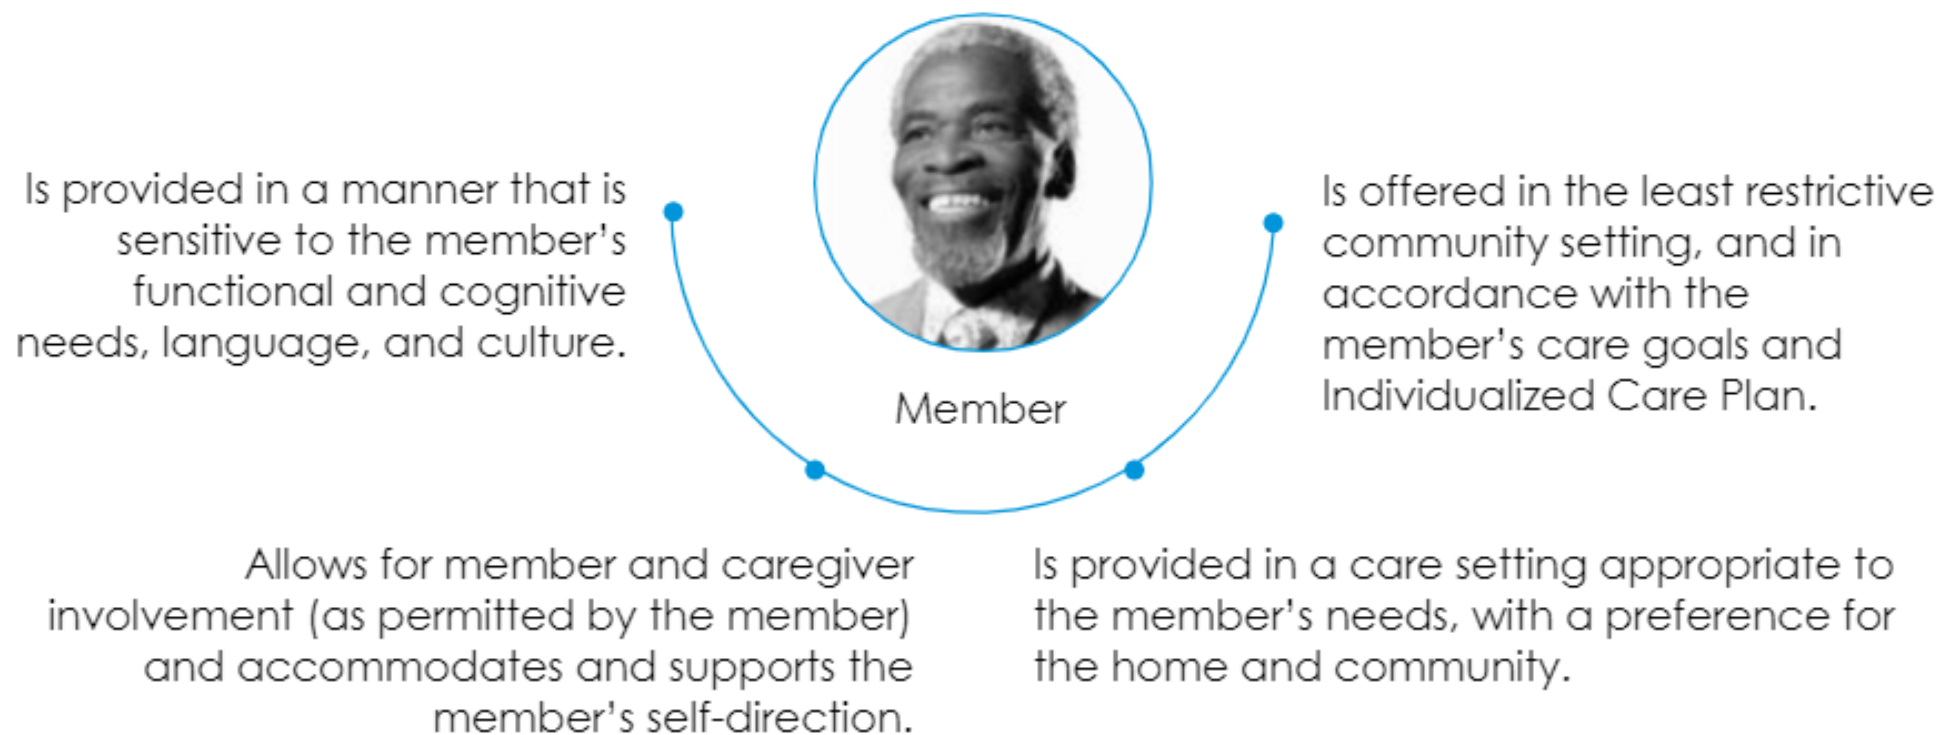 Is provided in a manner that is
sensitive to the member's
functional and cognitive
needs, language, and culture.
Member
Is offered in the least restrictive
community setting, and in
accordance with the
member's care goals and
Individualized Care Plan.
Allows for member and caregiver
involvement (as permitted by the member)
and accommodates and supports the
member's self-direction.
Is provided in a care setting appropriate to
the member's needs, with a preference for
the home and community.